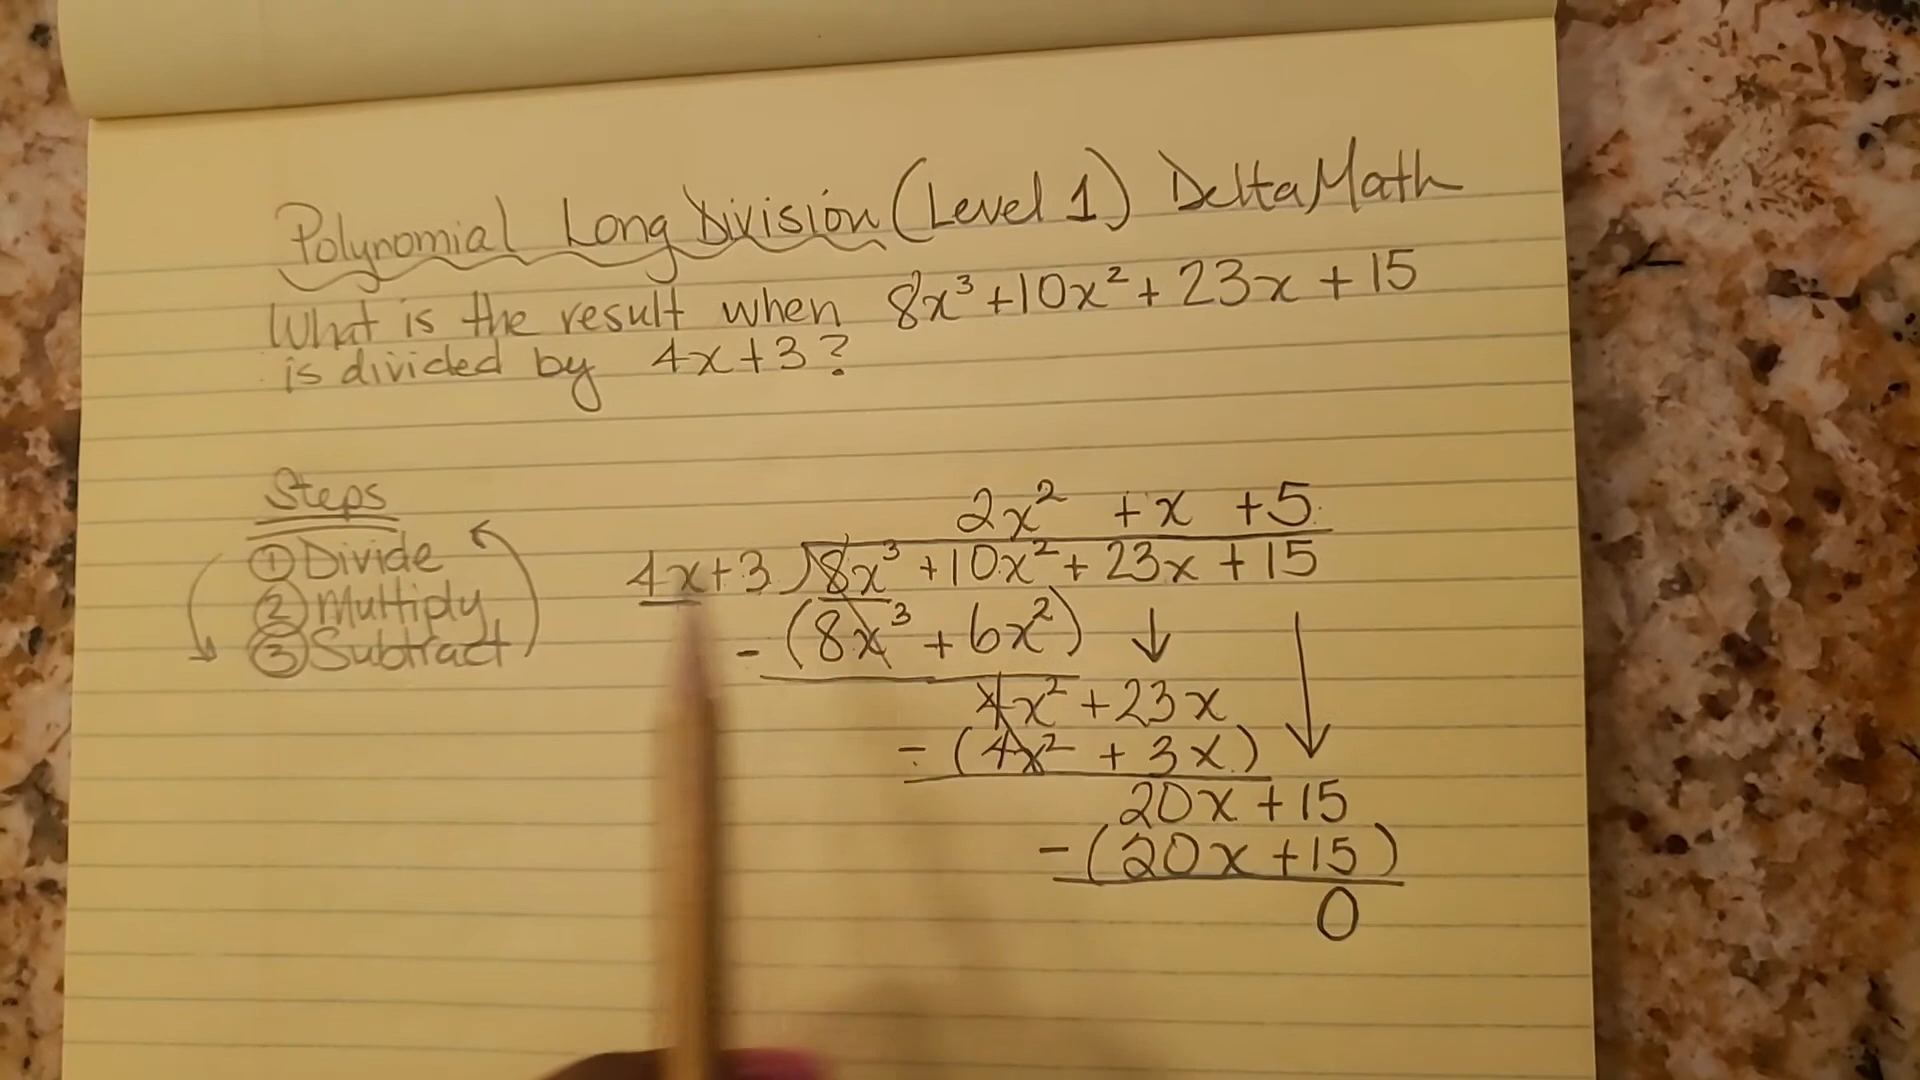 Polynomial Long Division (Level 1) DeltaMath
What is the result when 8x³ + 10x² + 23x + 15
is divided by 4x + 3?
Steps
① Divide
② Multiply
③ Subtract
2x² + x + 5
4x + 3 ) 8x³ + 10x² + 23x + 15
- (8x³ + 6x²) ↓
4x² + 23x
- (4x² + 3x) ↓
20x + 15
- (20x + 15)
0